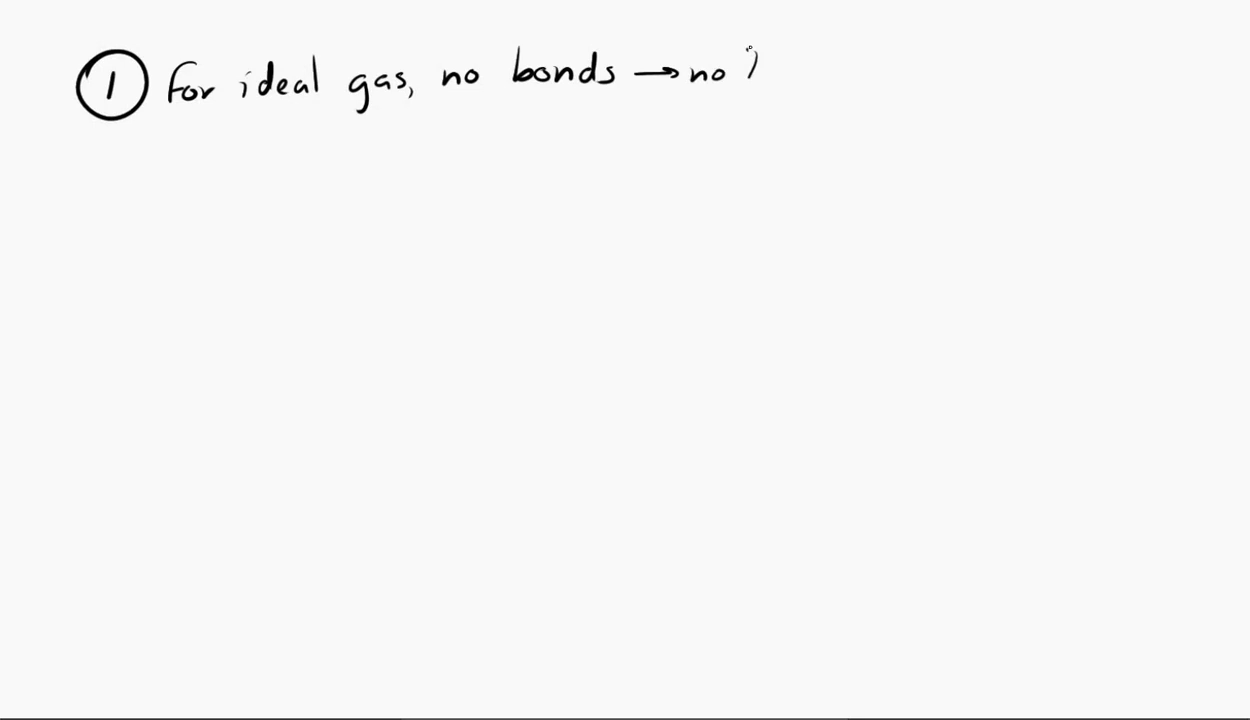 ① For ideal gas, no bonds → no